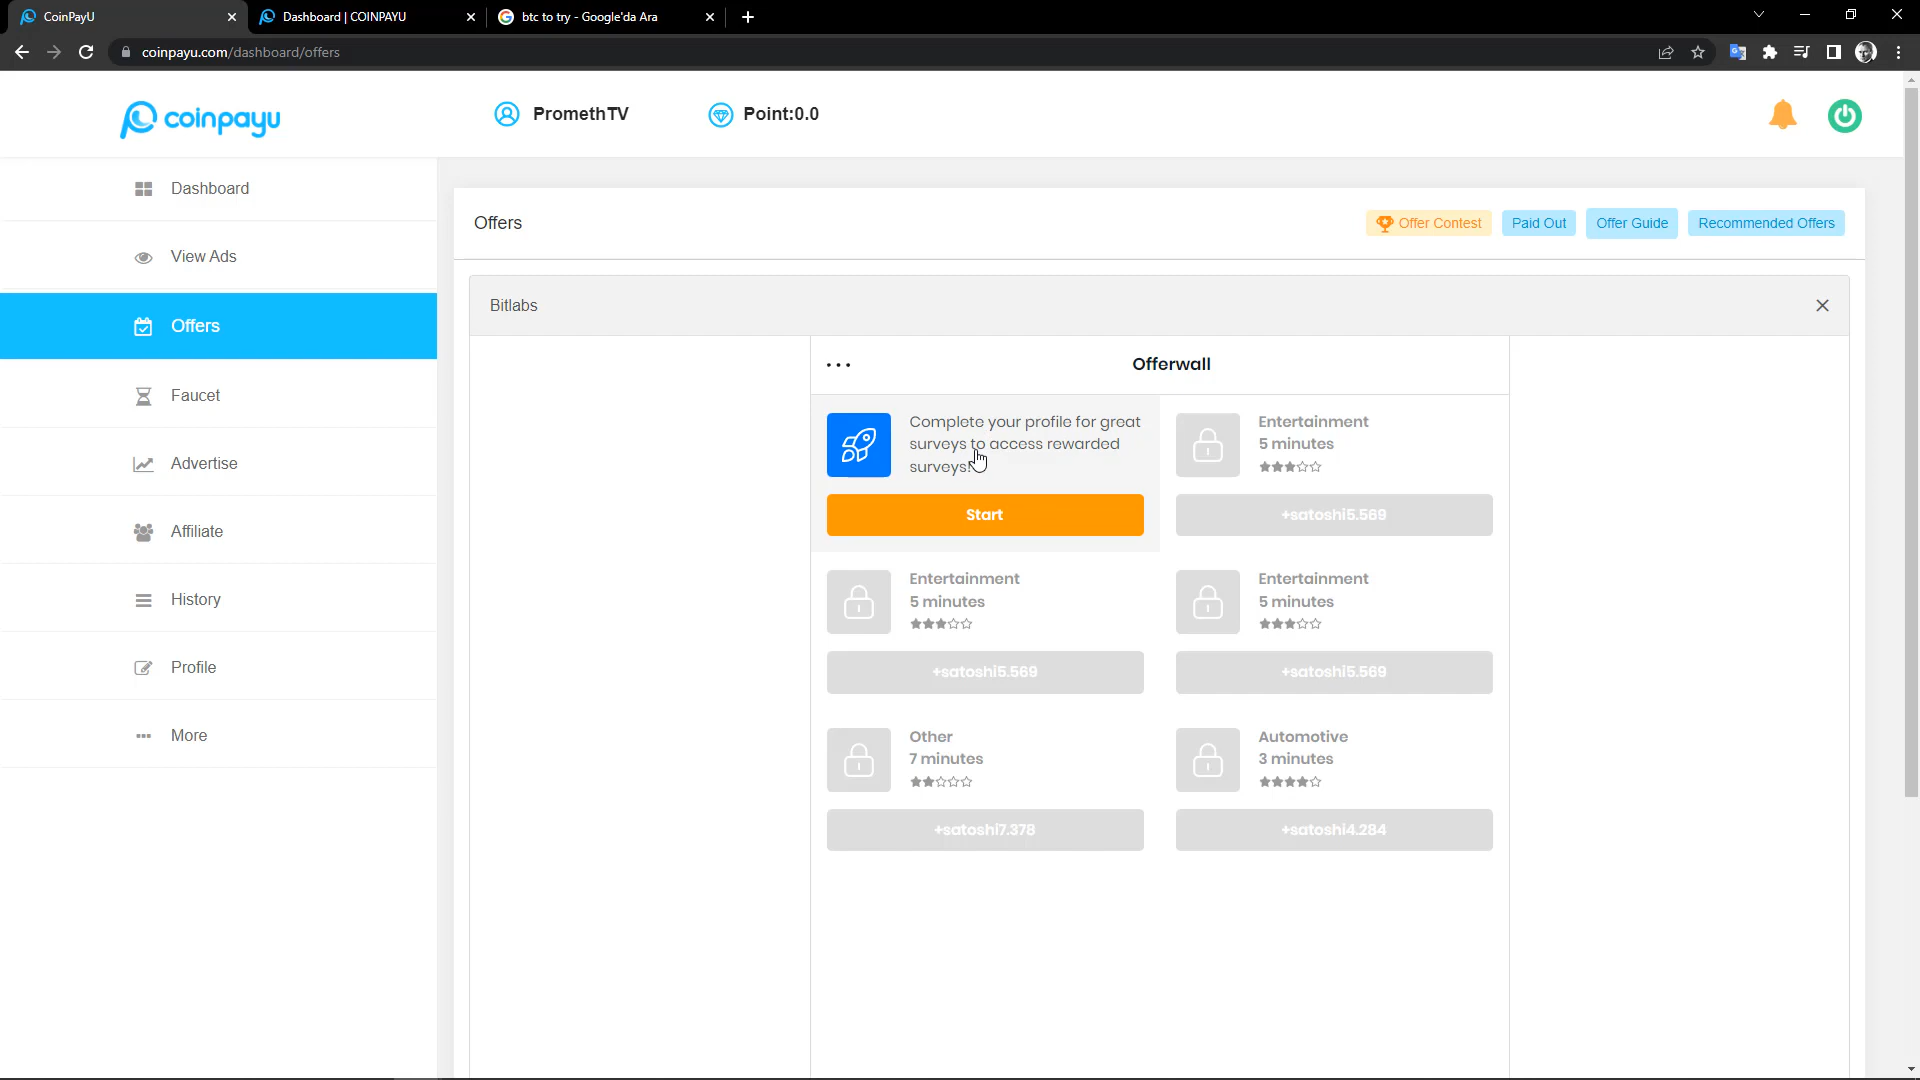 CoinPayU
Dashboard | COINPAYU
btc to try - Google'da Ara
coinpayu.com/dashboard/offers
coinpayu
PromethTV
Point:0.0
Dashboard
View Ads
Offers
Faucet
Advertise
Affiliate
History
Profile
More
Offers
Offer Contest
Paid Out
Offer Guide
Recommended Offers
Bitlabs
Offerwall
Complete your profile for great
surveys to access rewarded
surveys!
Start
Entertainment
5 minutes
+satoshi5.569
Entertainment
5 minutes
+satoshi5.569
Entertainment
5 minutes
+satoshi5.569
Other
7 minutes
+satoshi7.378
Automotive
3 minutes
+satoshi4.284